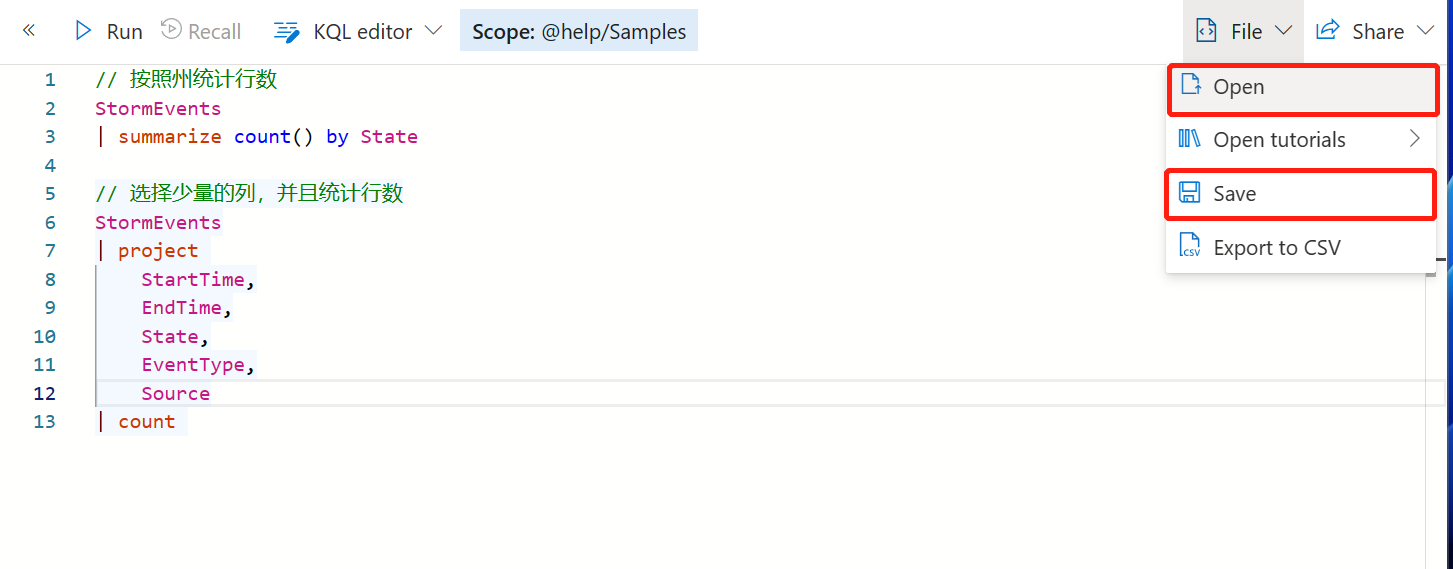 « Run Recall KQL editor Scope: @help/Samples File Share
Open
Open tutorials
Save
Export to CSV
CSV
1 // 按照州统计行数
2 StormEvents
3 | summarize count() by State
4
5 // 选择少量的列，并且统计行数
6 StormEvents
7 | project
8 StartTime,
9 EndTime,
10 State,
11 EventType,
12 Source
13 | count